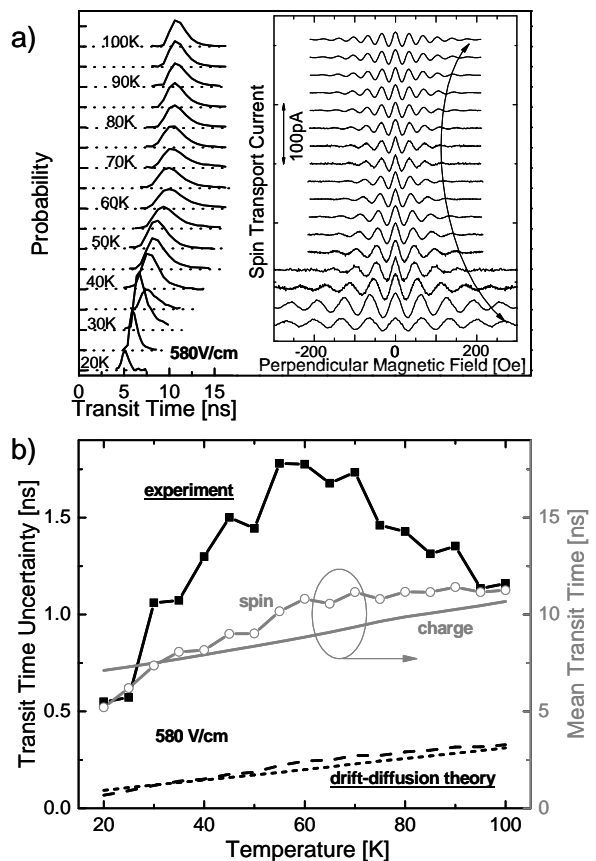 a)
Probability
100K
90K
80K
70K
60K
50K
40K
30K
20K
580V/cm
0 5 10 15
Transit Time [ns]
Spin Transport Current
100pA
-200 0 200
Perpendicular Magnetic Field [Oe]
b)
Transit Time Uncertainty [ns]
1.5
1.0
0.5
0.0
experiment
spin
charge
580 V/cm
drift-diffusion theory
15
10
5
0
Mean Transit Time [ns]
20 40 60 80 100
Temperature [K]